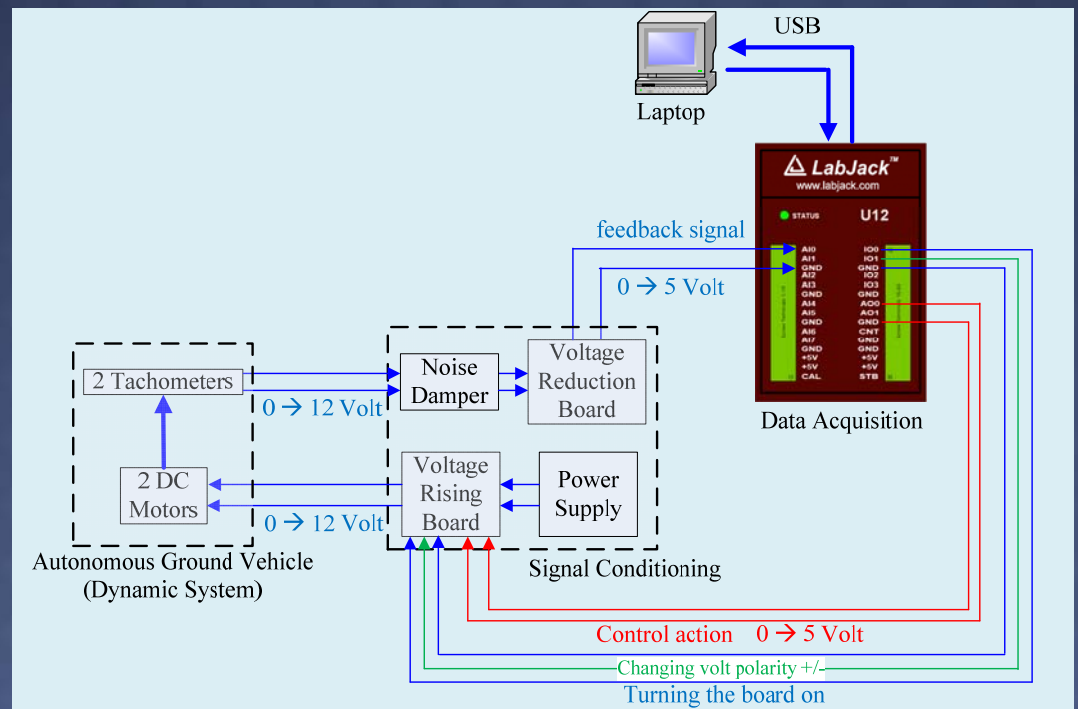 USB
Laptop
LabJack™
www.labjack.com
STATUS
U12
AI0 IO0
AI1 IO1
GND GND
AI2 IO2
AI3 IO3
GND GND
AI4 AO0
AI5 AO1
GND GND
AI6 CNT
AI7 GND
GND GND
+5V +5V
+5V +5V
CAL STB
Data Acquisition
feedback signal
0 → 5 Volt
2 Tachometers
0 → 12 Volt
Noise
Damper
Voltage
Reduction
Board
2 DC
Motors
0 → 12 Volt
Voltage
Rising
Board
Power
Supply
Autonomous Ground Vehicle
(Dynamic System)
Signal Conditioning
Control action 0 → 5 Volt
Changing volt polarity +/-
Turning the board on